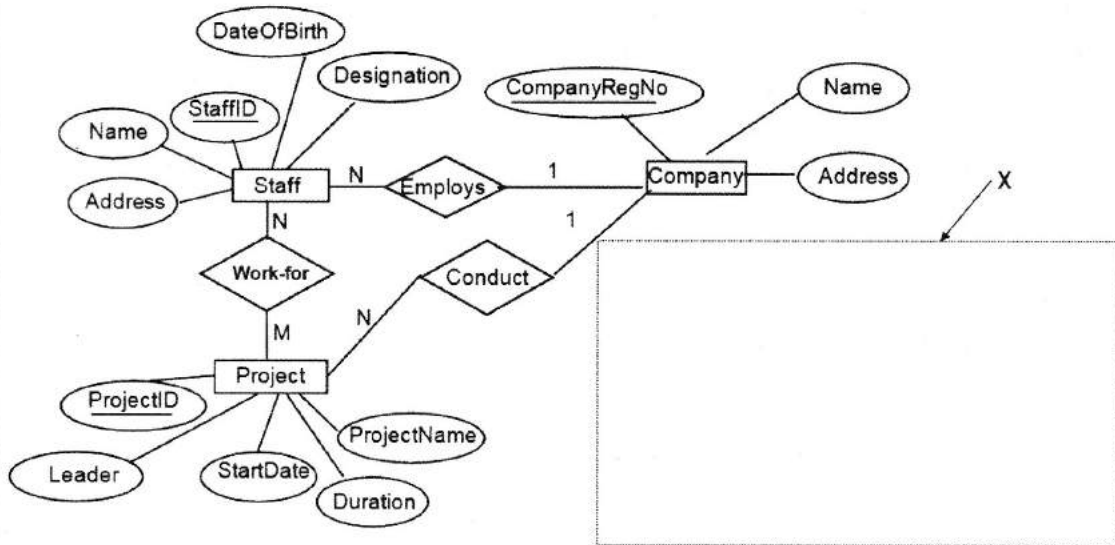 DateOfBirth
Designation
CompanyRegNo
Name
StaffID
Name
Address
Staff
N
Employs
1
Company
Address
X
N
1
Work-for
Conduct
M
N
Project
ProjectID
ProjectName
Leader
StartDate
Duration